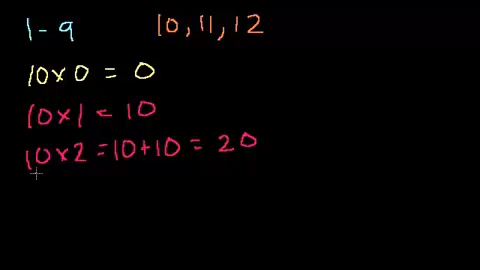 1-9 10, 11, 12
10x0 = 0
10x1 = 10
10x2 = 10+10 = 20